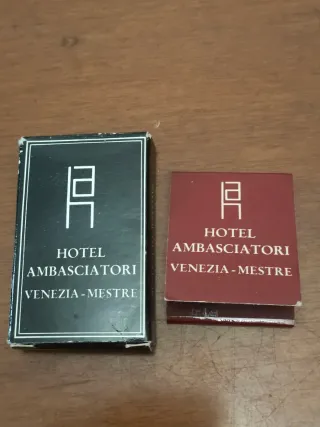 HOTEL
AMBASCIATORI
VENEZIA - MESTRE
HOTEL
AMBASCIATORI
VENEZIA - MESTRE